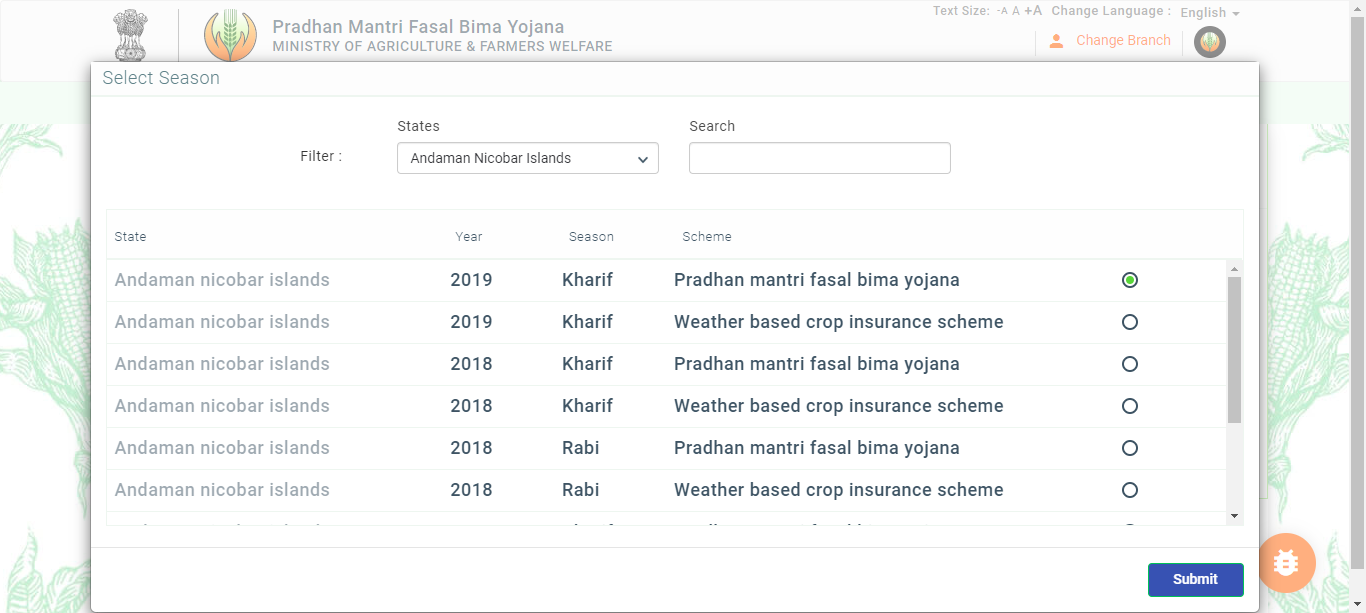 Text Size: -A A +A Change Language : English
Pradhan Mantri Fasal Bima Yojana
MINISTRY OF AGRICULTURE & FARMERS WELFARE
Change Branch
Select Season
States Search
Filter : Andaman Nicobar Islands
State Year Season Scheme
Andaman nicobar islands 2019 Kharif Pradhan mantri fasal bima yojana
Andaman nicobar islands 2019 Kharif Weather based crop insurance scheme
Andaman nicobar islands 2018 Kharif Pradhan mantri fasal bima yojana
Andaman nicobar islands 2018 Kharif Weather based crop insurance scheme
Andaman nicobar islands 2018 Rabi Pradhan mantri fasal bima yojana
Andaman nicobar islands 2018 Rabi Weather based crop insurance scheme
Submit